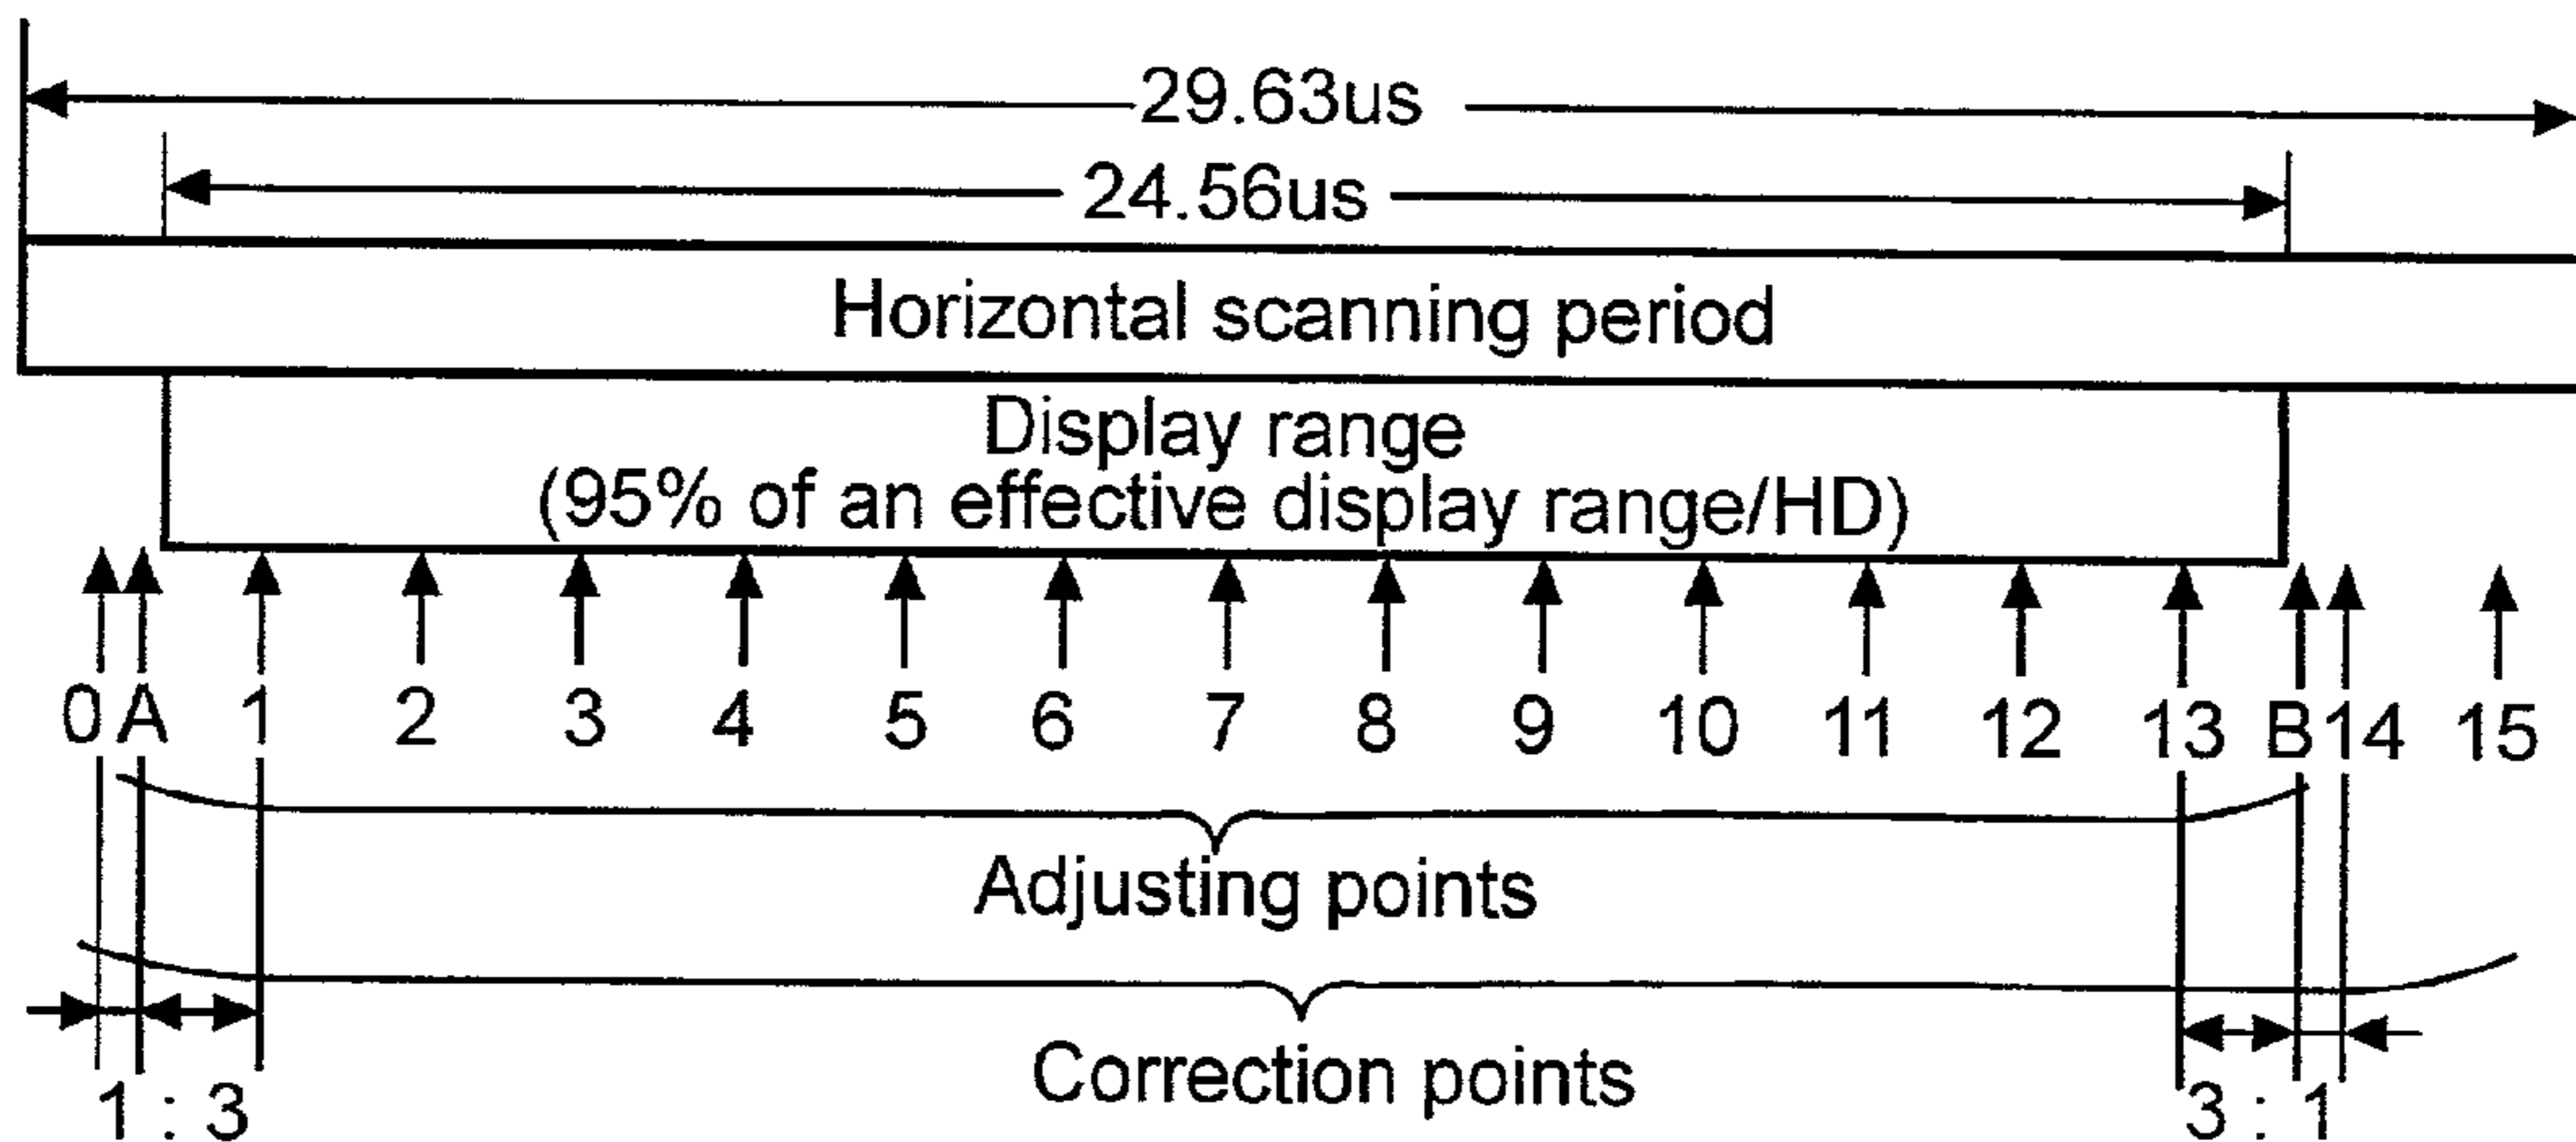 29.63us
24.56us
Horizontal scanning period
Display range
(95% of an effective display range/HD)
0 A 1 2 3 4 5 6 7 8 9 10 11 12 13 B 14 15
Adjusting points
Correction points
1 : 3
3 : 1